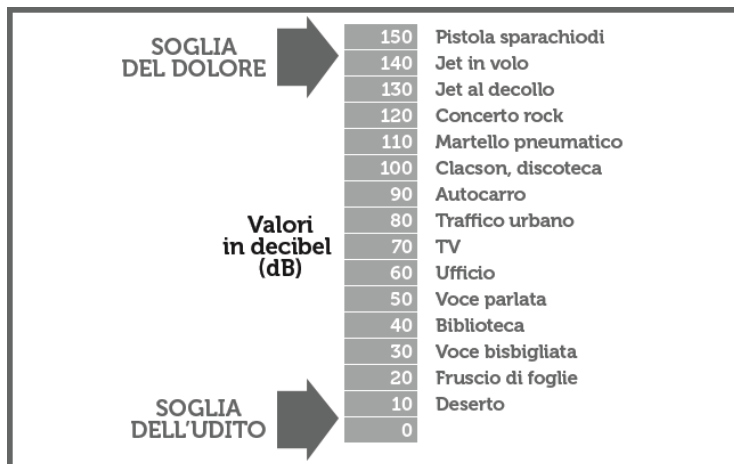 SOGLIA
DEL DOLORE
150 Pistola sparachiodi
140 Jet in volo
130 Jet al decollo
120 Concerto rock
110 Martello pneumatico
100 Clacson, discoteca
90 Autocarro
Valori
in decibel
(dB)
80 Traffico urbano
70 TV
60 Ufficio
50 Voce parlata
40 Biblioteca
30 Voce bisbigliata
20 Fruscio di foglie
SOGLIA
DELL'UDITO
10 Deserto
0